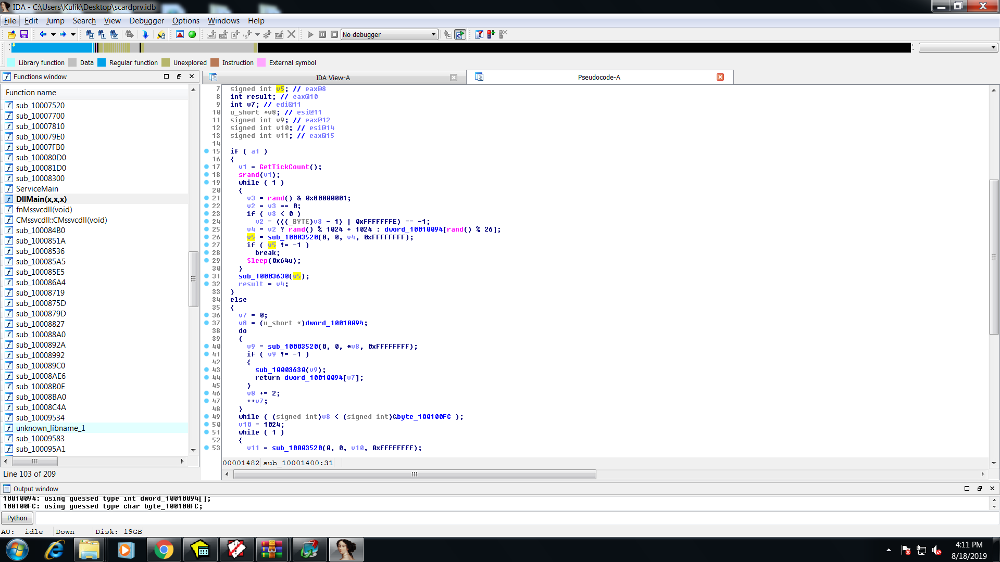 IDA - C:\Users\Kulik\Desktop\scardprv.idb
File Edit Jump Search View Debugger Options Windows Help
No debugger
Library function Data Regular function Unexplored Instruction External symbol
Functions window
IDA View-A
Pseudocode-A
Function name
sub_10007520
sub_10007700
sub_10007810
sub_100079E0
sub_10007FB0
sub_100080D0
sub_100081D0
sub_10008300
ServiceMain
DllMain(x,x,x)
fnMssvcdll(void)
CMssvcdll::CMssvcdll(void)
sub_100084B0
sub_1000851A
sub_10008536
sub_100085A5
sub_100085E5
sub_100086A4
sub_10008719
sub_1000875D
sub_1000879D
sub_10008827
sub_100088A0
sub_1000892A
sub_10008992
sub_100089C0
sub_10008AE6
sub_10008B0E
sub_10008BA0
sub_10008C4A
sub_10009534
unknown_libname_1
sub_10009583
sub_100095A1
Line 103 of 209
7 signed int v5; // eax@8
8 int result; // eax@10
9 int v7; // edi@11
10 u_short *v8; // esi@11
11 signed int v9; // eax@12
12 signed int v10; // esi@14
13 signed int v11; // eax@15
14
15 if ( a1 )
16 {
17 v1 = GetTickCount();
18 srand(v1);
19 while ( 1 )
20 {
21 v3 = rand() & 0x80000001;
22 v2 = v3 == 0;
23 if ( v3 < 0 )
24 v2 = (((_BYTE)v3 - 1) | 0xFFFFFFFE) == -1;
25 v4 = v2 ? rand() % 1024 + 1024 : dword_10010094[rand() % 26];
26 v5 = sub_10003520(0, 0, v4, 0xFFFFFFFF);
27 if ( v5 != -1 )
28 break;
29 Sleep(0x64u);
30 }
31 sub_10003630(v5);
32 result = v4;
33 }
34 else
35 {
36 v7 = 0;
37 v8 = (u_short *)dword_10010094;
38 do
39 {
40 v9 = sub_10003520(0, 0, *v8, 0xFFFFFFFF);
41 if ( v9 != -1 )
42 {
43 sub_10003630(v9);
44 return dword_10010094[v7];
45 }
46 v8 += 2;
47 ++v7;
48 }
49 while ( (signed int)v8 < (signed int)&byte_100100FC );
50 v10 = 1024;
51 while ( 1 )
52 {
53 v11 = sub_10003520(0, 0, v10, 0xFFFFFFFF);
00001482 sub_10001400:31
Output window
10010094: using guessed type int dword_10010094[];
100100FC: using guessed type char byte_100100FC;
Python
AU: idle Down Disk: 19GB
4:11 PM
8/18/2019